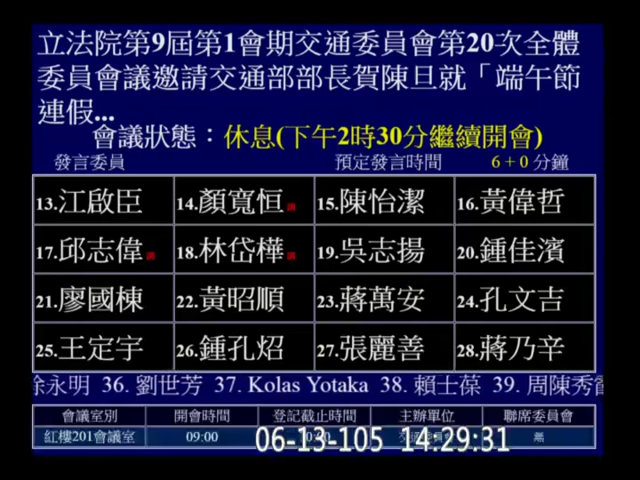 立法院第9屆第1會期交通委員會第20次全體
委員會議邀請交通部部長賀陳旦就「端午節
連假...
會議狀態：休息(下午2時30分繼續開會)
發言委員 預定發言時間 6 + 0 分鐘
13.江啟臣 14.顏寬恒 15.陳怡潔 16.黃偉哲
17.邱志偉 18.林岱樺 19.吳志揚 20.鍾佳濱
21.廖國棟 22.黃昭順 23.蔣萬安 24.孔文吉
25.王定宇 26.鍾孔炤 27.張麗善 28.蔣乃辛
徐永明 36. 劉世芳 37. Kolas Yotaka 38. 賴士葆 39. 周陳秀
會議室別 開會時間 登記截止時間 主辦單位 聯席委員會
紅樓201會議室 09:00 無
06-13-105 14:29:31